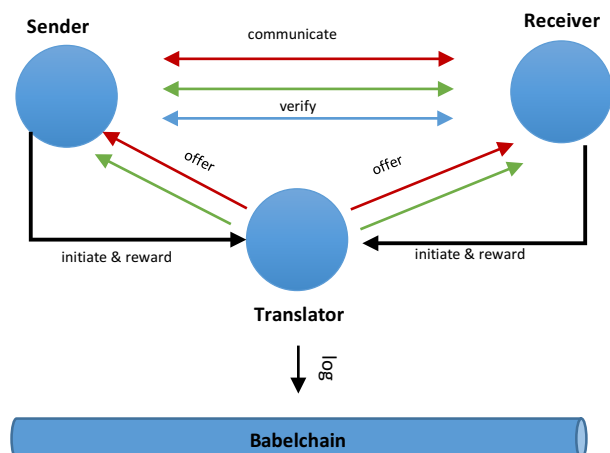 Sender
Receiver
communicate
verify
offer
offer
initiate & reward
initiate & reward
Translator
log
Babelchain